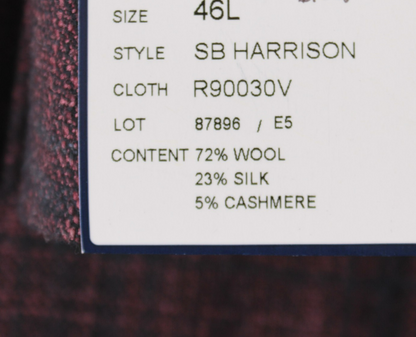 SIZE 46L
STYLE SB HARRISON
CLOTH R90030V
LOT 87896 / E5
CONTENT 72% WOOL
23% SILK
5% CASHMERE